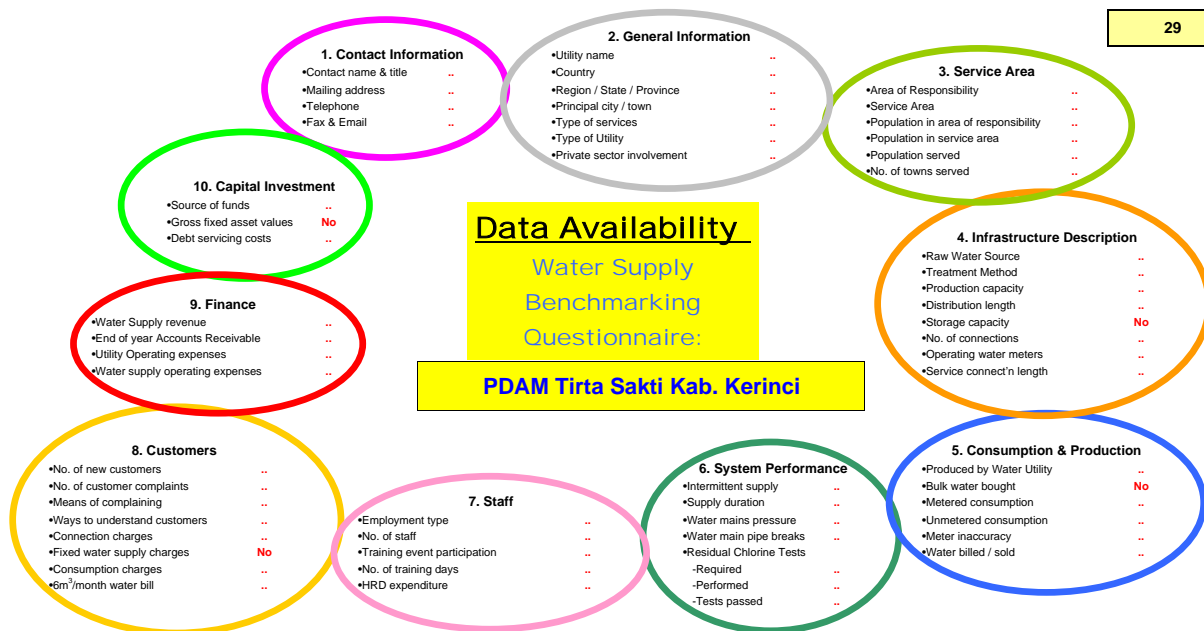 29
1. Contact Information
•Contact name & title ..
•Mailing address ..
•Telephone ..
•Fax & Email ..
2. General Information
•Utility name ..
•Country ..
•Region / State / Province ..
•Principal city / town ..
•Type of services ..
•Type of Utility ..
•Private sector involvement ..
3. Service Area
•Area of Responsibility ..
•Service Area ..
•Population in area of responsibility ..
•Population in service area ..
•Population served ..
•No. of towns served ..
10. Capital Investment
•Source of funds ..
•Gross fixed asset values No
•Debt servicing costs ..
Data Availability
Water Supply
Benchmarking
Questionnaire:
PDAM Tirta Sakti Kab. Kerinci
4. Infrastructure Description
•Raw Water Source ..
•Treatment Method ..
•Production capacity ..
•Distribution length ..
•Storage capacity No
•No. of connections ..
•Operating water meters ..
•Service connect'n length ..
9. Finance
•Water Supply revenue ..
•End of year Accounts Receivable ..
•Utility Operating expenses ..
•Water supply operating expenses ..
8. Customers
•No. of new customers ..
•No. of customer complaints ..
•Means of complaining ..
•Ways to understand customers ..
•Connection charges ..
•Fixed water supply charges No
•Consumption charges ..
•6m³/month water bill ..
7. Staff
•Employment type ..
•No. of staff ..
•Training event participation ..
•No. of training days ..
•HRD expenditure ..
6. System Performance
•Intermittent supply ..
•Supply duration ..
•Water mains pressure ..
•Water main pipe breaks ..
•Residual Chlorine Tests
-Required ..
-Performed ..
-Tests passed ..
5. Consumption & Production
•Produced by Water Utility ..
•Bulk water bought No
•Metered consumption ..
•Unmetered consumption ..
•Meter inaccuracy ..
•Water billed / sold ..